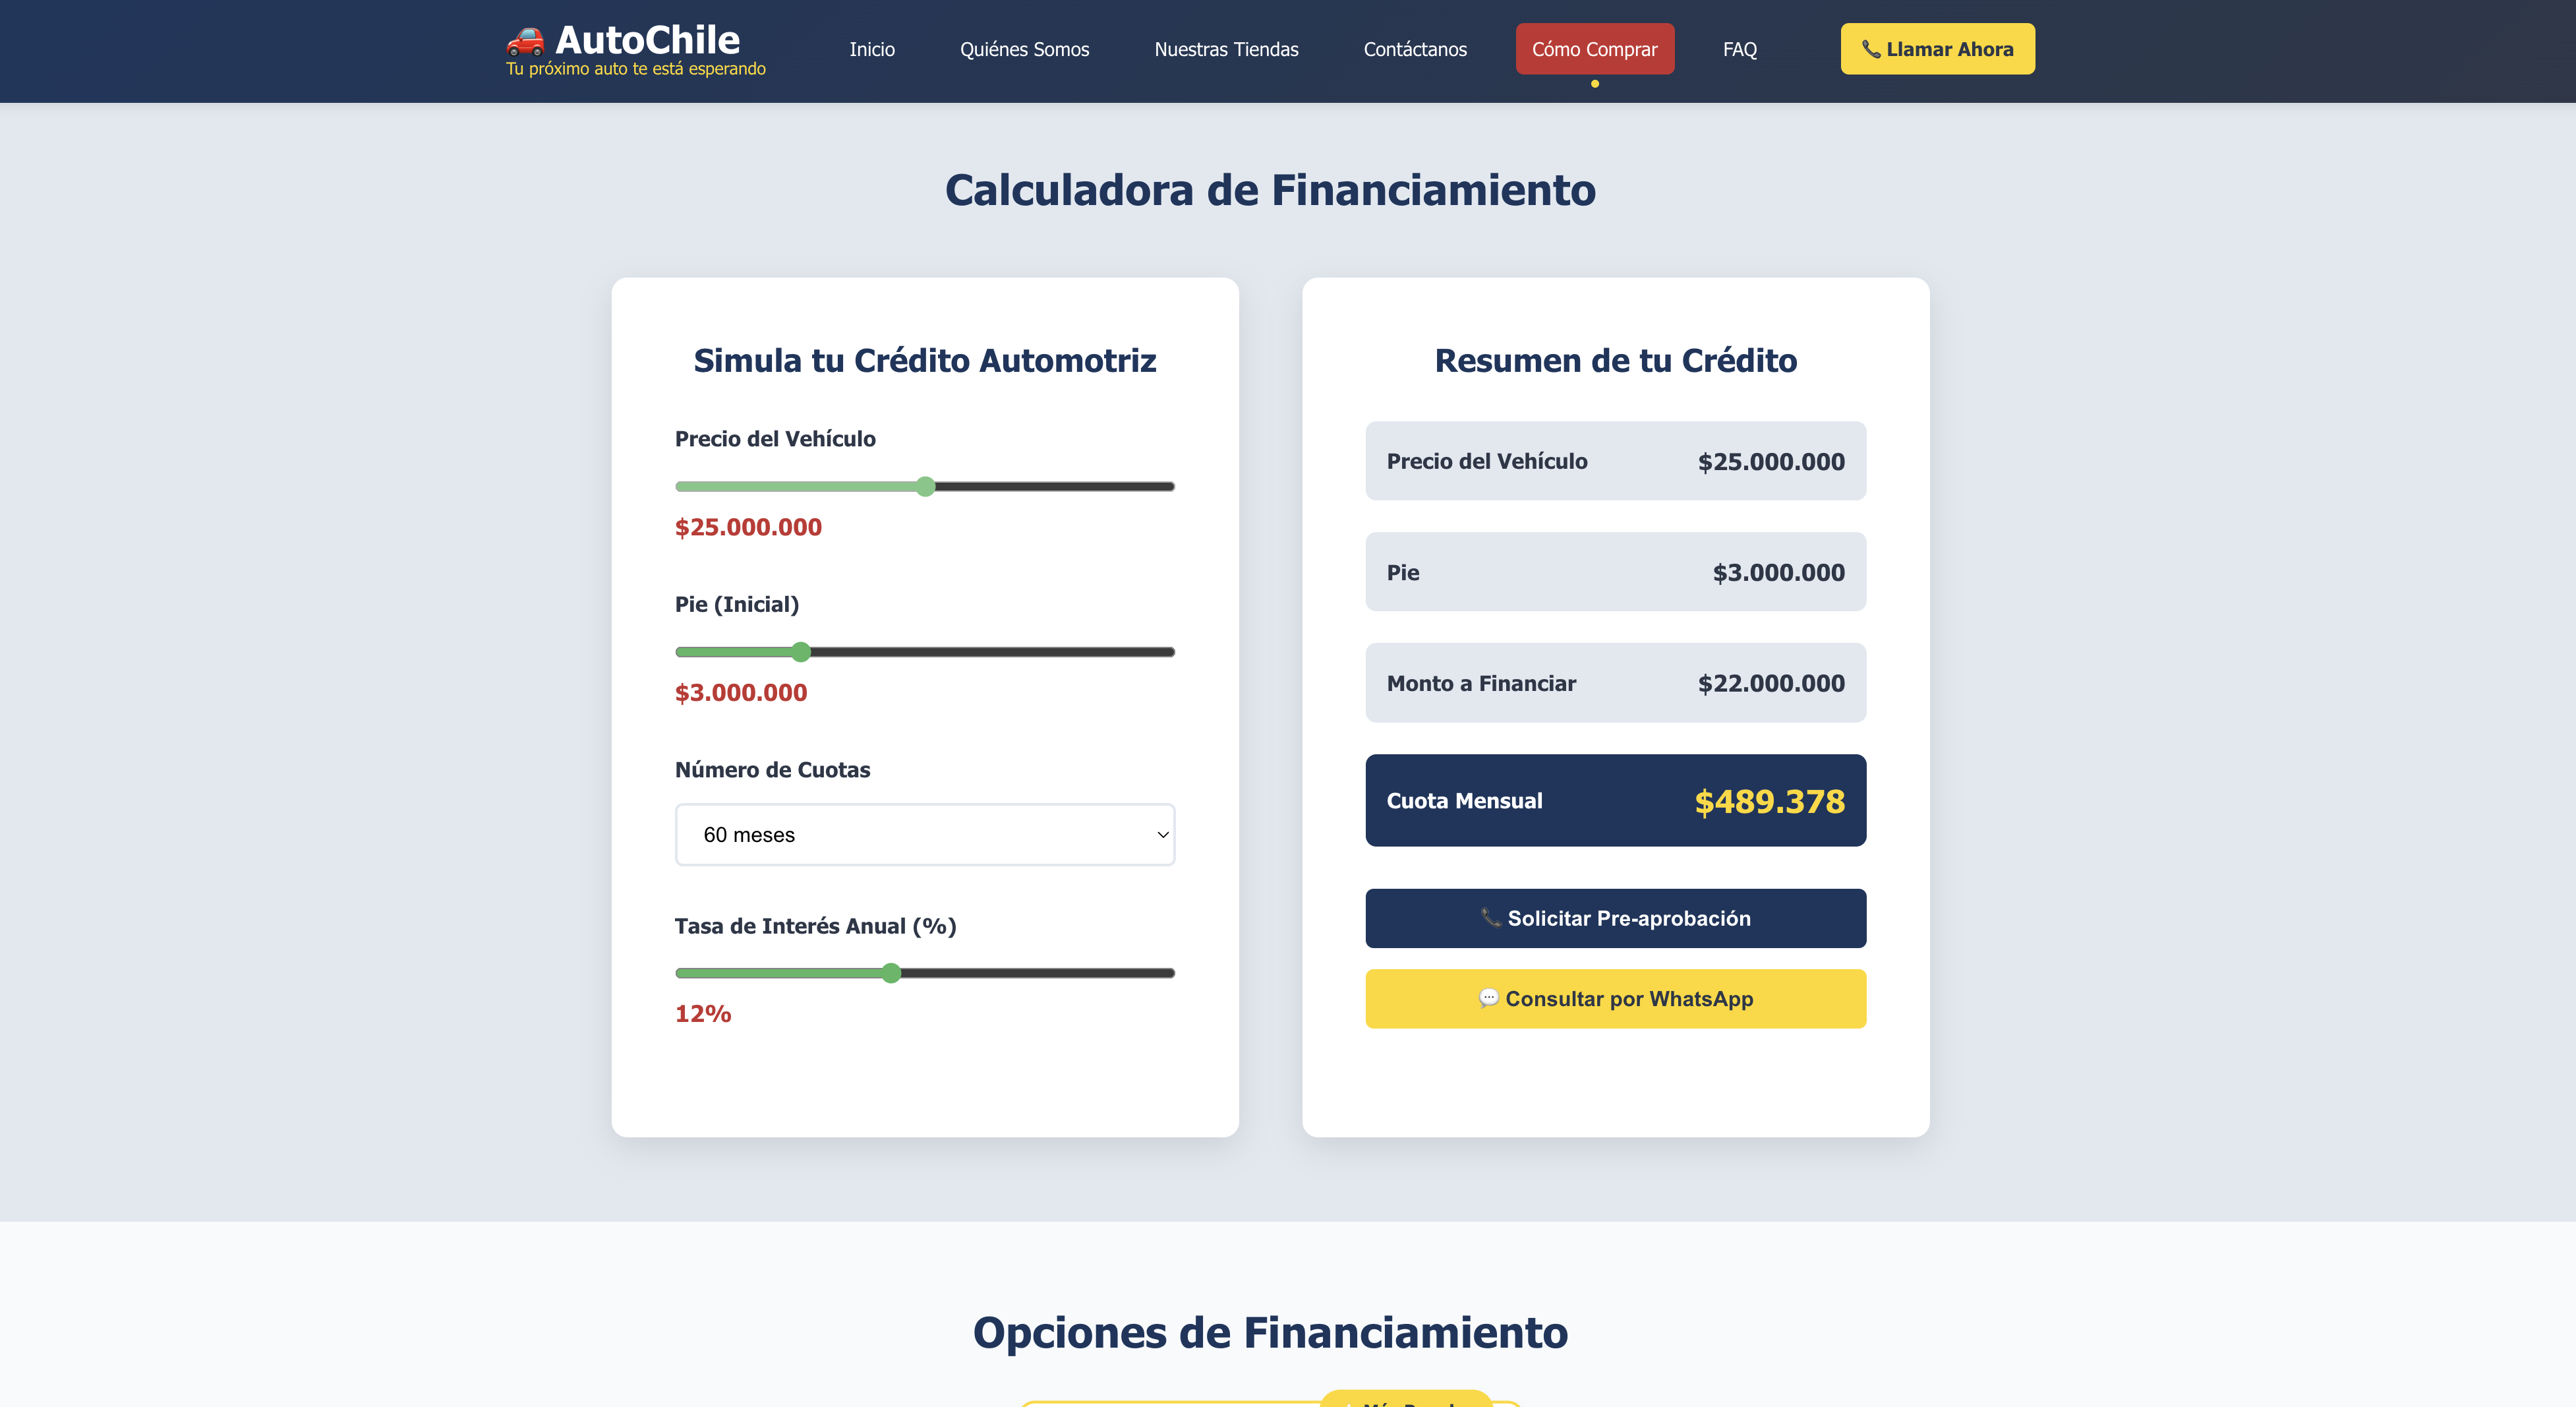 AutoChile
Tu próximo auto te está esperando
Inicio
Quiénes Somos
Nuestras Tiendas
Contáctanos
Cómo Comprar
FAQ
Llamar Ahora
Calculadora de Financiamiento
Simula tu Crédito Automotriz
Precio del Vehículo
$25.000.000
Pie (Inicial)
$3.000.000
Número de Cuotas
60 meses
Tasa de Interés Anual (%)
12%
Resumen de tu Crédito
Precio del Vehículo $25.000.000
Pie $3.000.000
Monto a Financiar $22.000.000
Cuota Mensual $489.378
Solicitar Pre-aprobación
Consultar por WhatsApp
Opciones de Financiamiento